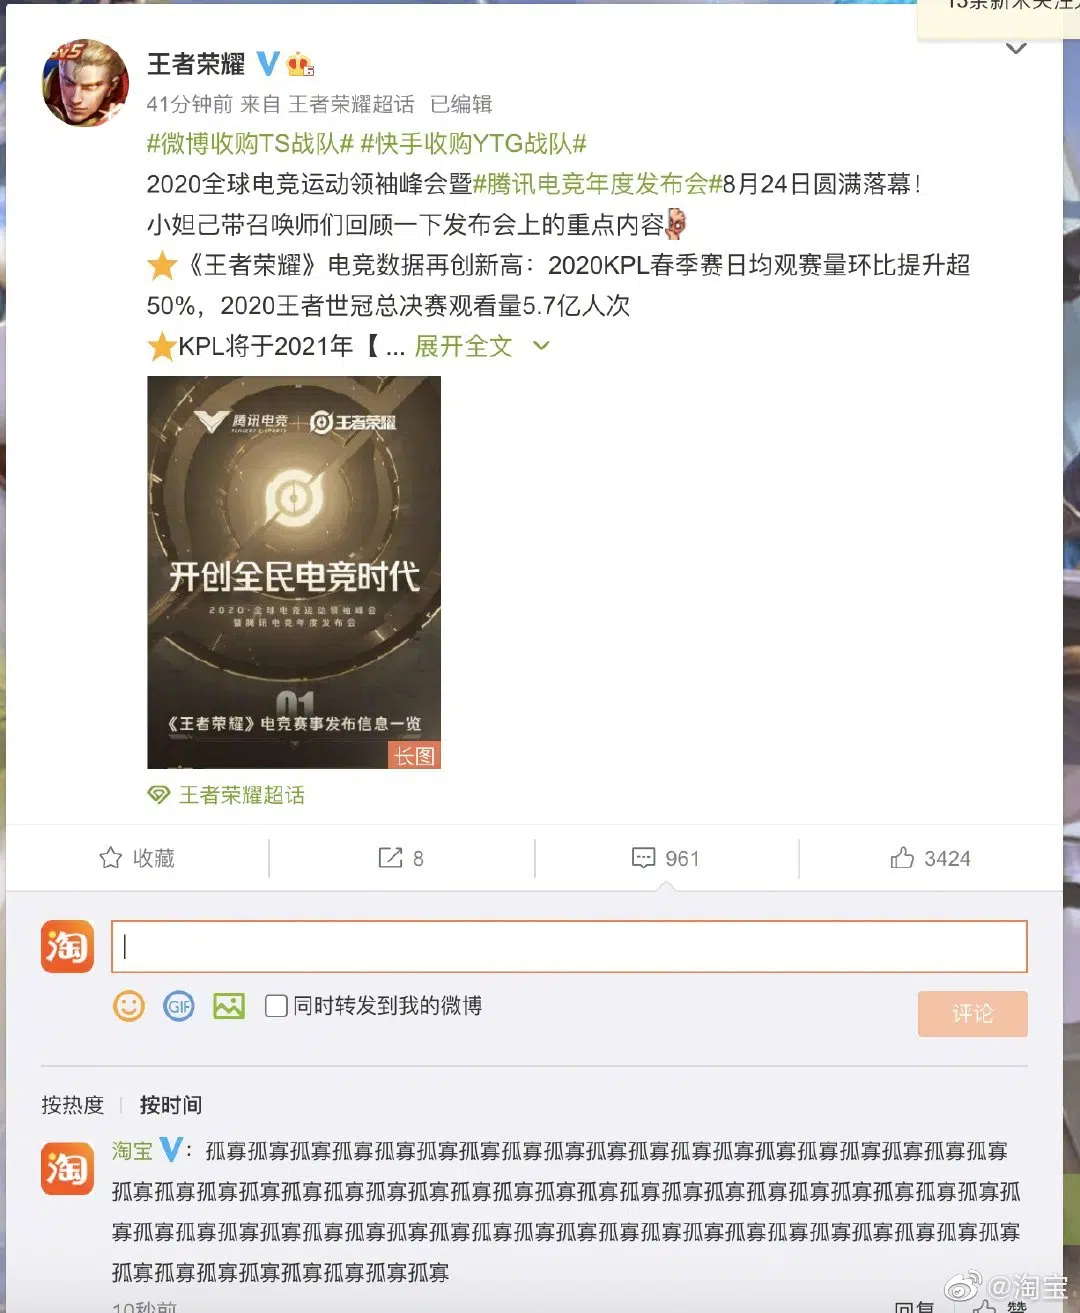 王者荣耀
41分钟前 来自 王者荣耀超话 已编辑
#微博收购TS战队# #快手收购YTG战队#
2020全球电竞运动领袖峰会暨#腾讯电竞年度发布会#8月24日圆满落幕！
小妲己带召唤师们回顾一下发布会上的重点内容
《王者荣耀》电竞数据再创新高：2020KPL春季赛日均观赛量环比提升超
50%，2020王者世冠总决赛观看量5.7亿人次
KPL将于2021年【 ... 展开全文
腾讯电竞 王者荣耀
开创全民电竞时代
2020·全球电竞运动领袖峰会
暨腾讯电竞年度发布会
01
《王者荣耀》电竞赛事发布信息一览
长图
王者荣耀超话
收藏 8 961 3424
淘
GIF 同时转发到我的微博
评论
按热度 按时间
淘
淘宝 V：孤寡孤寡孤寡孤寡孤寡孤寡孤寡孤寡孤寡孤寡孤寡孤寡孤寡孤寡孤寡孤寡孤寡孤寡孤寡
孤寡孤寡孤寡孤寡孤寡孤寡孤寡孤寡孤寡孤寡孤寡孤寡孤寡孤寡孤寡孤寡孤寡孤寡孤寡孤寡孤寡孤
寡孤寡孤寡孤寡孤寡孤寡孤寡孤寡孤寡孤寡孤寡孤寡孤寡孤寡孤寡孤寡孤寡孤寡孤寡孤寡孤寡孤寡
孤寡孤寡孤寡孤寡孤寡孤寡孤寡孤寡
10秒前 回复 赞
@淘宝